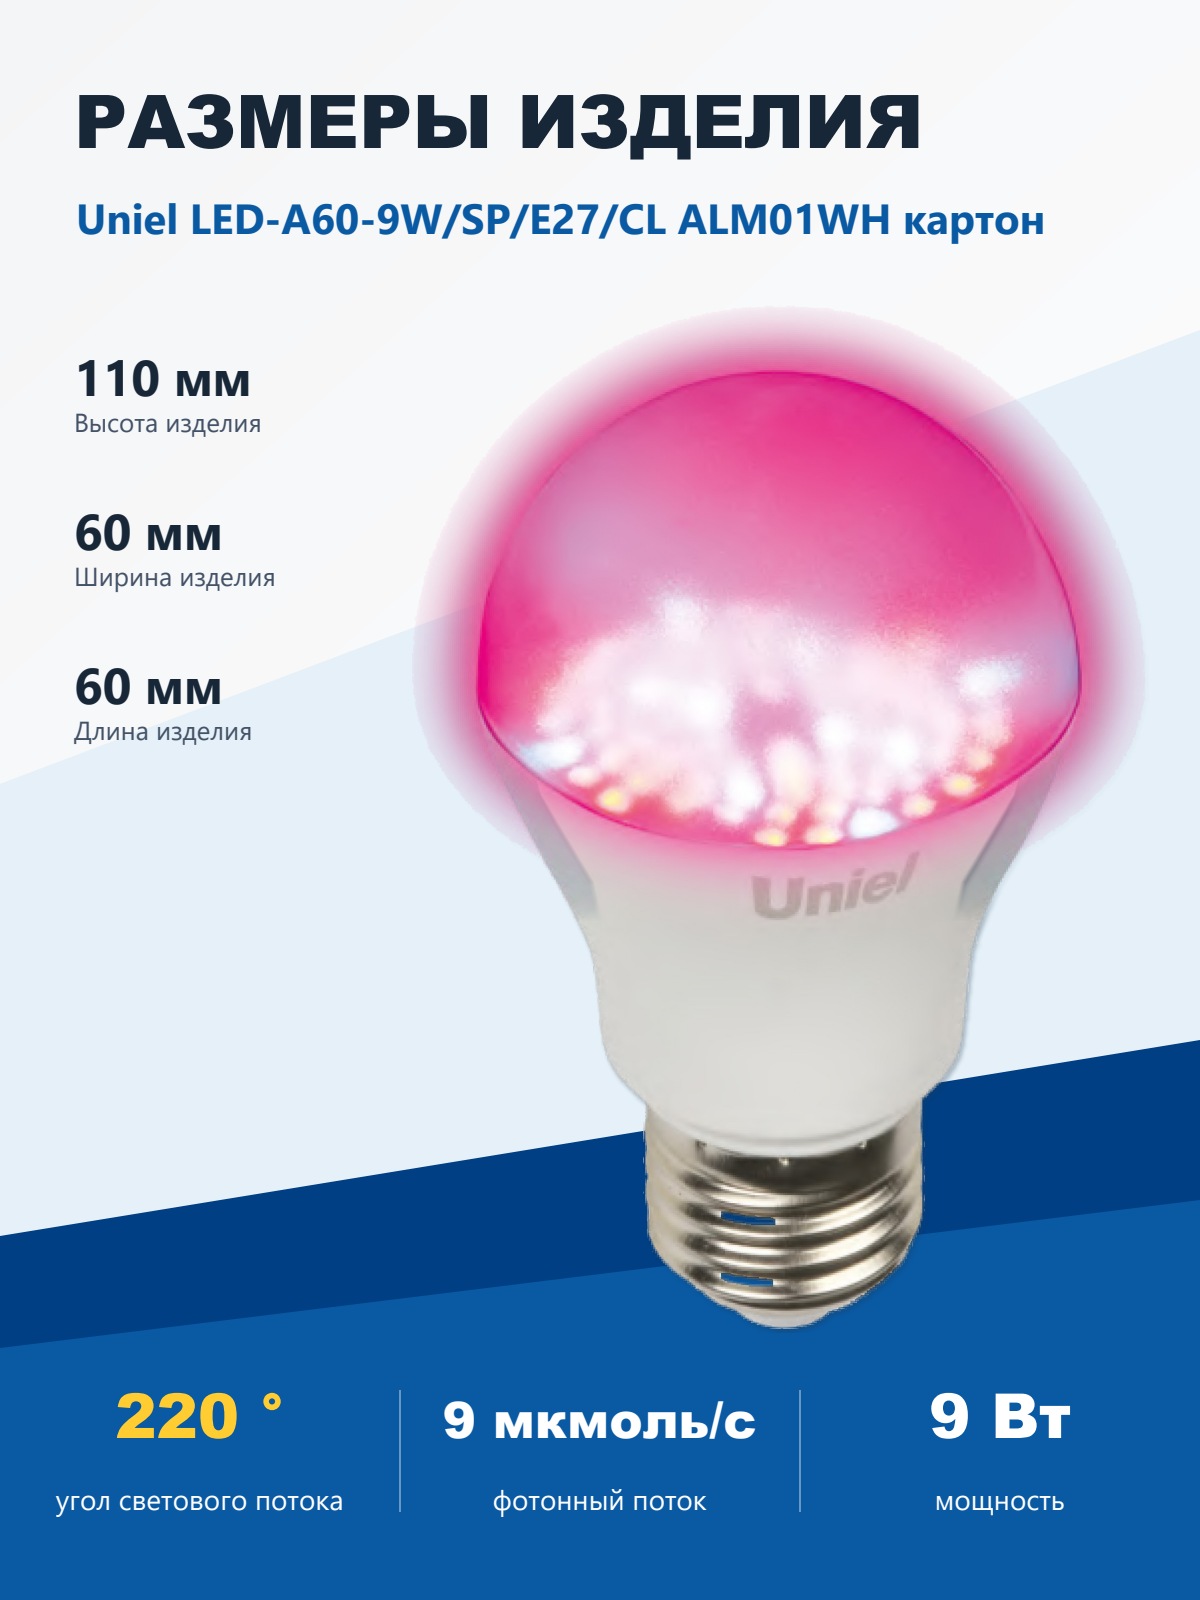 РАЗМЕРЫ ИЗДЕЛИЯ
Uniel LED-A60-9W/SP/E27/CL ALM01WH картон
110 мм
Высота изделия
60 мм
Ширина изделия
60 мм
Длина изделия
Uniel
220 °
угол светового потока
9 мкмоль/с
фотонный поток
9 Вт
мощность